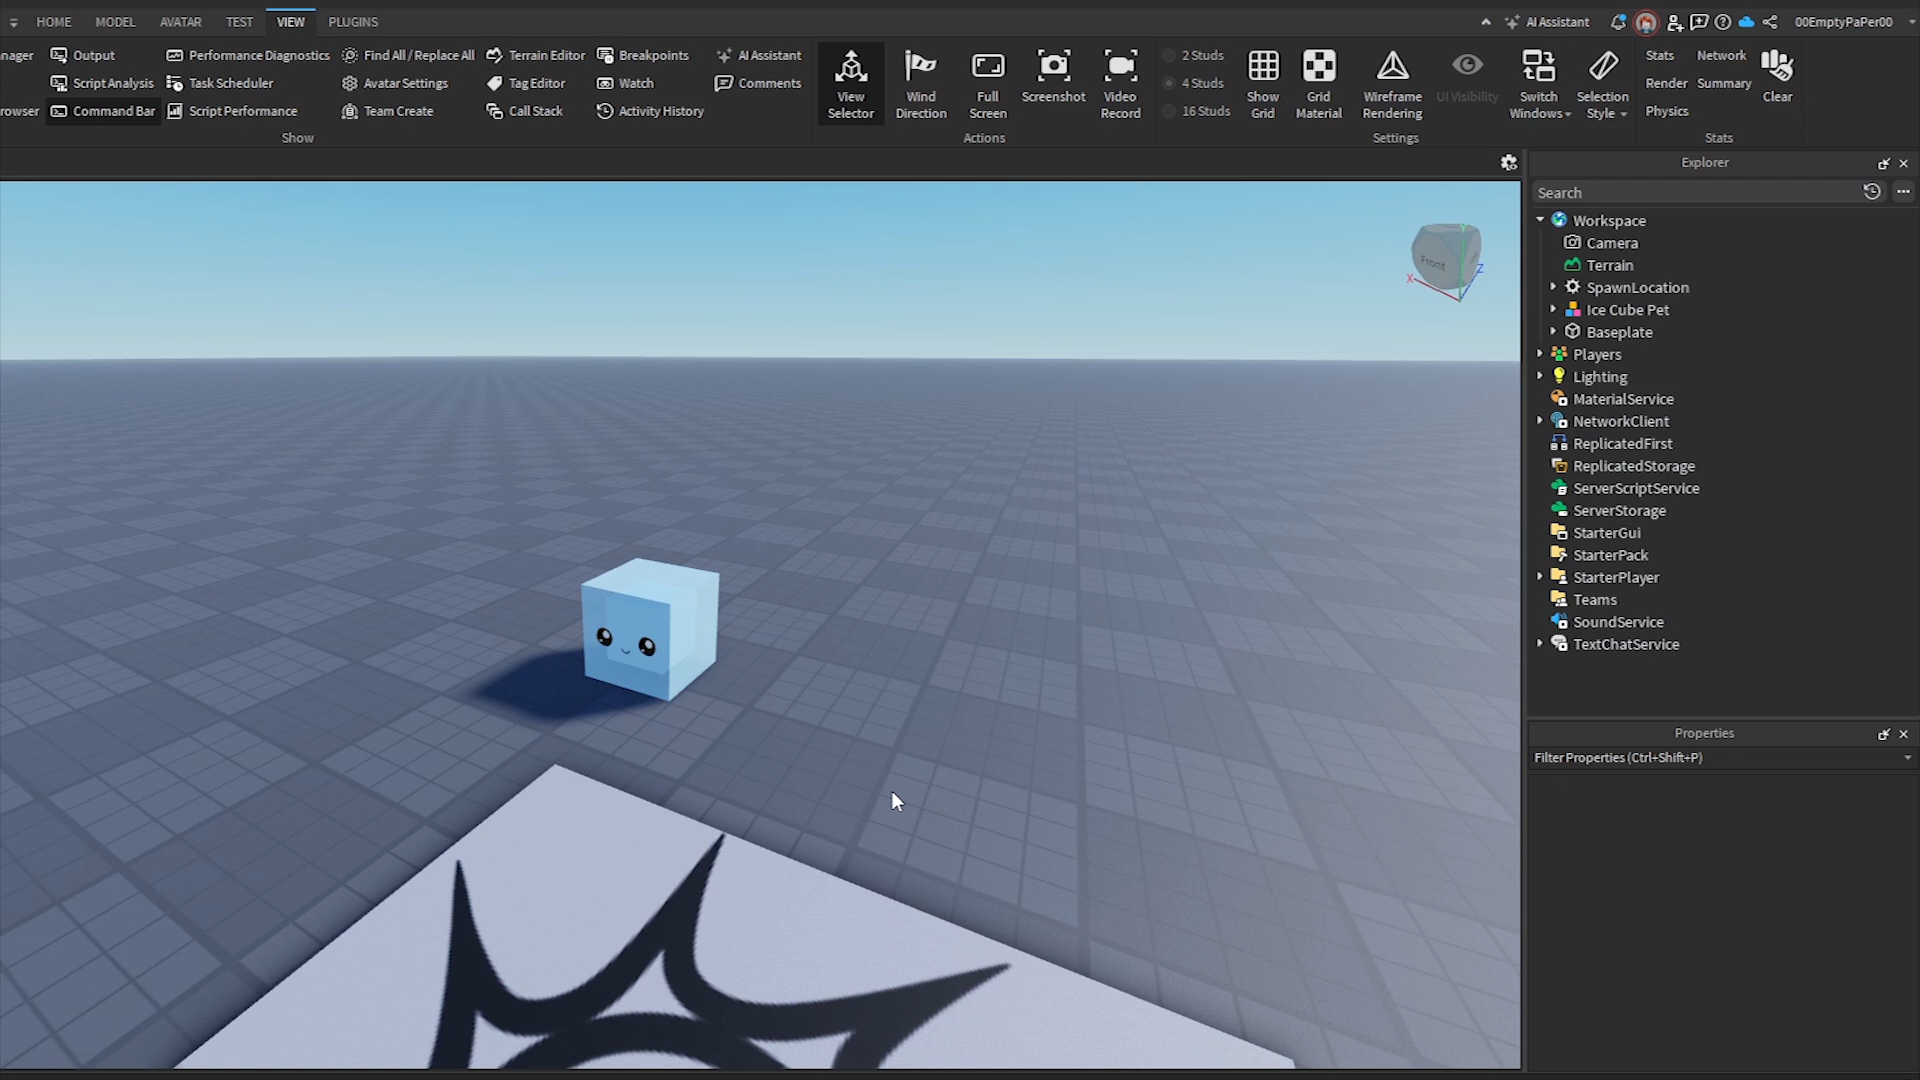 HOME MODEL AVATAR TEST VIEW PLUGINS AI Assistant 00EmptyPaPer00
nager Output Performance Diagnostics Find All / Replace All Terrain Editor Breakpoints AI Assistant
Script Analysis Task Scheduler Avatar Settings Tag Editor Watch Comments
rowser Command Bar Script Performance Team Create Call Stack Activity History
Show
View
Selector
Wind
Direction
Full
Screen
Screenshot
Video
Record
Actions
2 Studs
4 Studs
16 Studs
Show
Grid
Grid
Material
Wireframe
Rendering
UI Visibility
Switch
Windows
Selection
Style
Settings
Stats Network
Render Summary
Physics
Clear
Stats
Front
X
Y
Z
Explorer
Search
Workspace
Camera
Terrain
SpawnLocation
Ice Cube Pet
Baseplate
Players
Lighting
MaterialService
NetworkClient
ReplicatedFirst
ReplicatedStorage
ServerScriptService
ServerStorage
StarterGui
StarterPack
StarterPlayer
Teams
SoundService
TextChatService
Properties
Filter Properties (Ctrl+Shift+P)